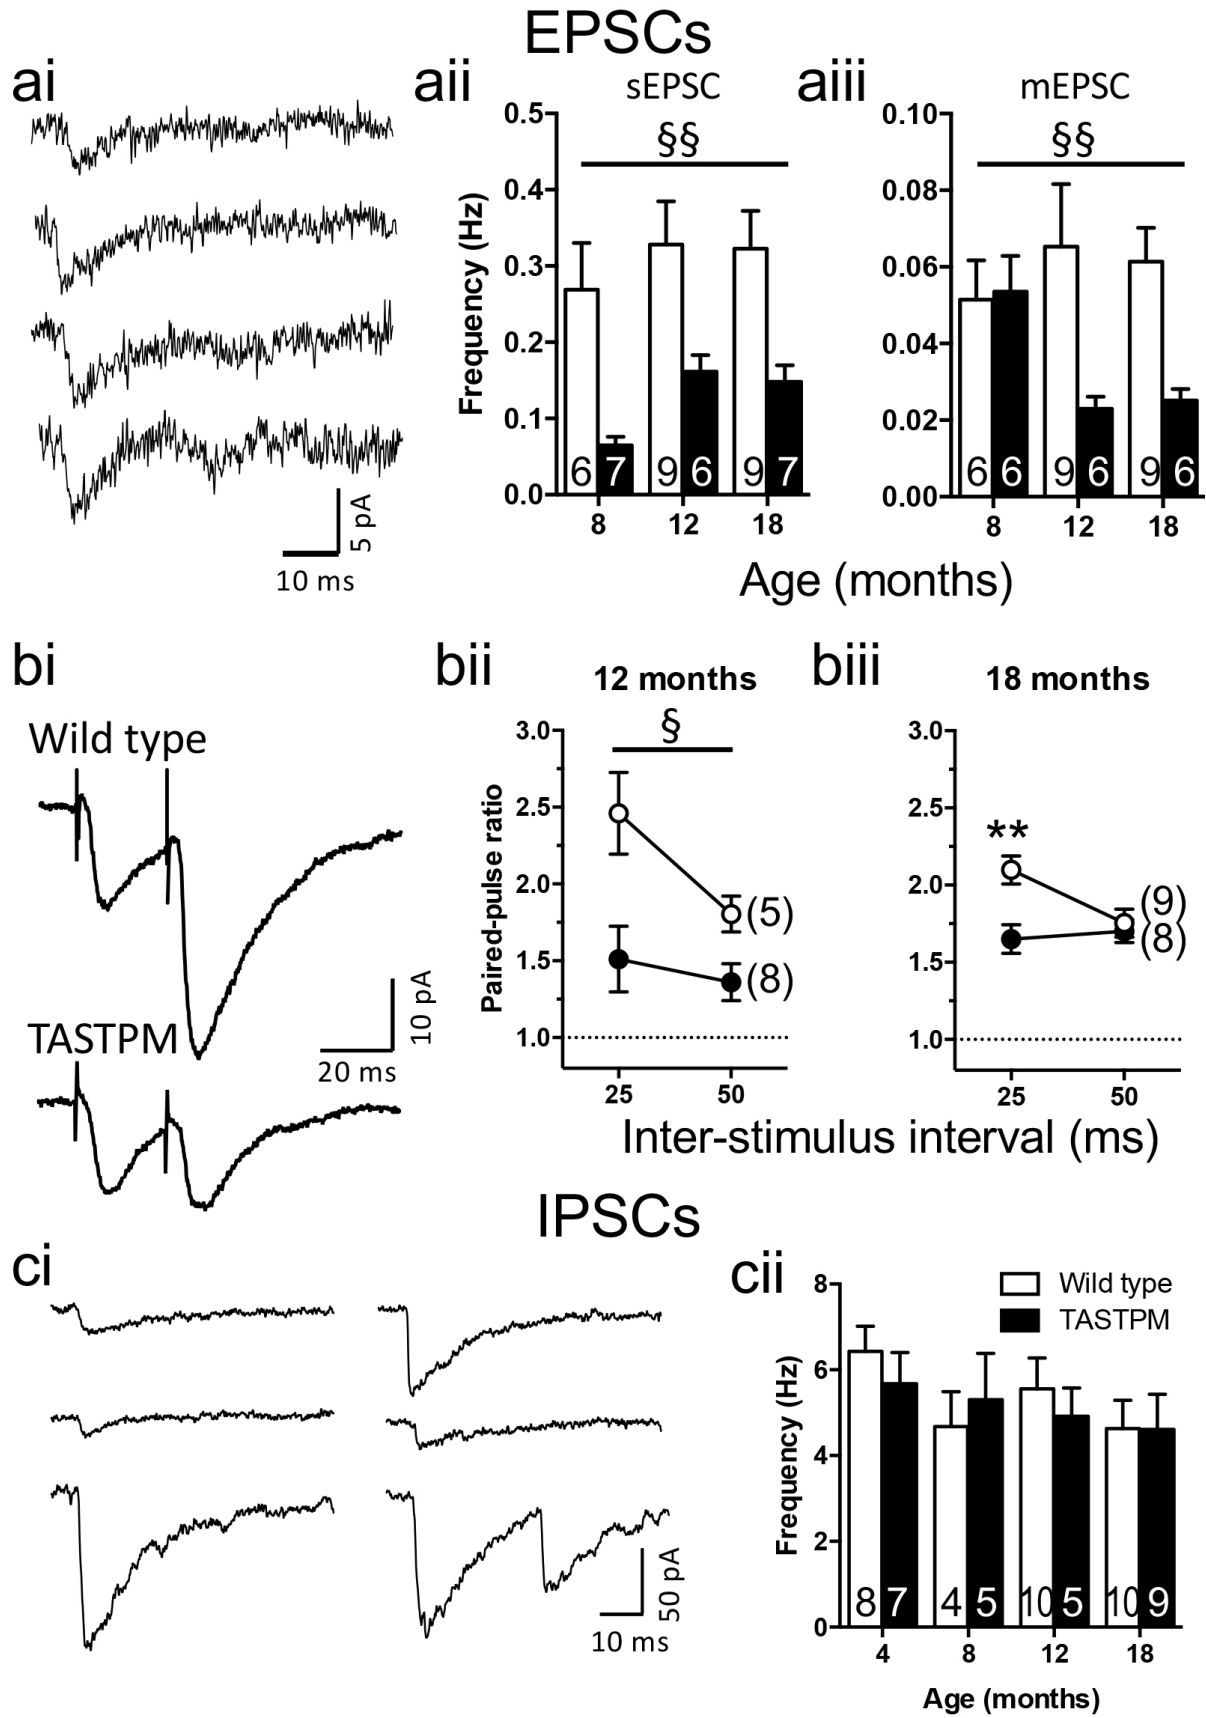 EPSCs
ai
aii
sEPSC
aiii
mEPSC
0.5
0.4
0.3
0.2
0.1
0.0
Frequency (Hz)
§§
6 7 9 6 9 7
8 12 18
0.10
0.08
0.06
0.04
0.02
0.00
§§
6 6 9 6 9 6
8 12 18
5 pA
10 ms
Age (months)
bi
Wild type
TASTPM
10 pA
20 ms
bii
12 months
§
3.0
2.5
2.0
1.5
1.0
Paired-pulse ratio
(5)
(8)
25 50
biii
18 months
3.0
2.5
2.0
1.5
1.0
**
(9)
(8)
25 50
Inter-stimulus interval (ms)
IPSCs
ci
50 pA
10 ms
cii
Wild type
TASTPM
8
6
4
2
0
Frequency (Hz)
8 7 4 5 10 5 10 9
4 8 12 18
Age (months)